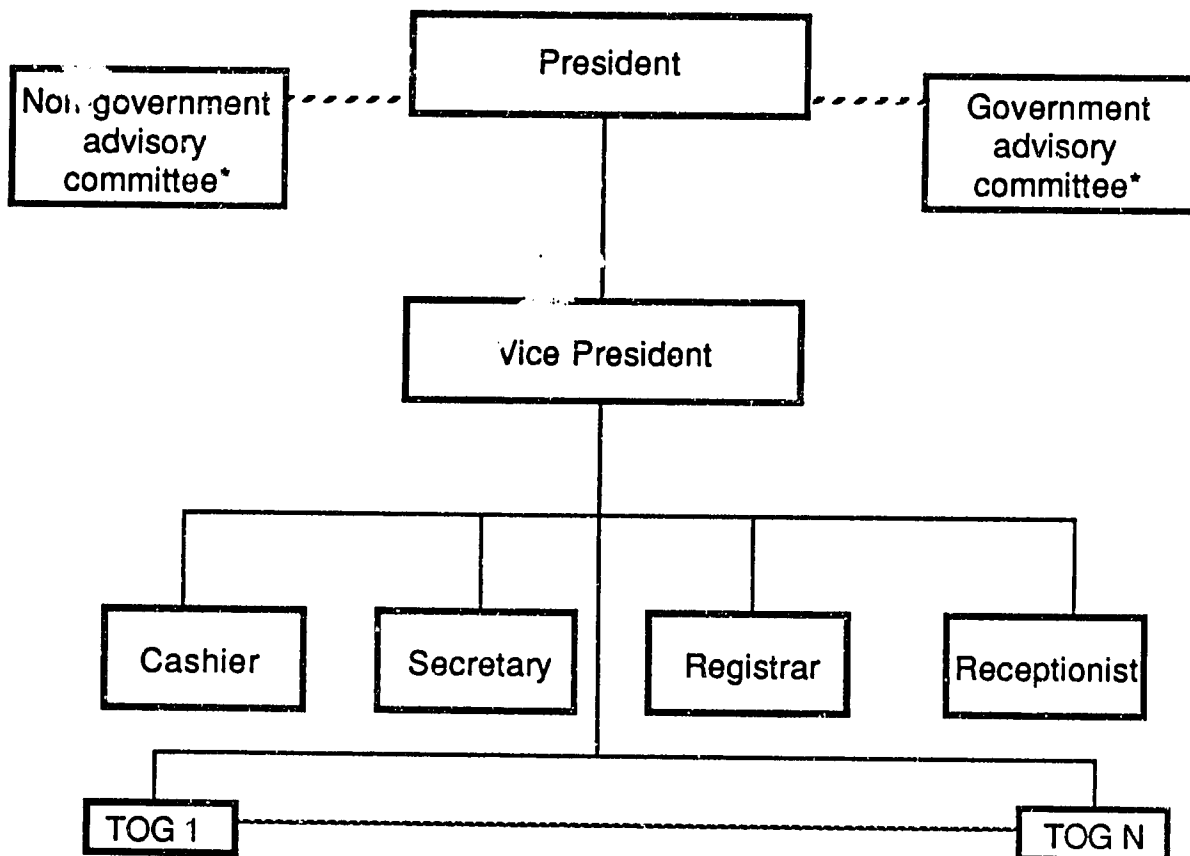 President
Non-government
advisory
committee*
Government
advisory
committee*
Vice President
Cashier
Secretary
Registrar
Receptionist
TOG 1
TOG N